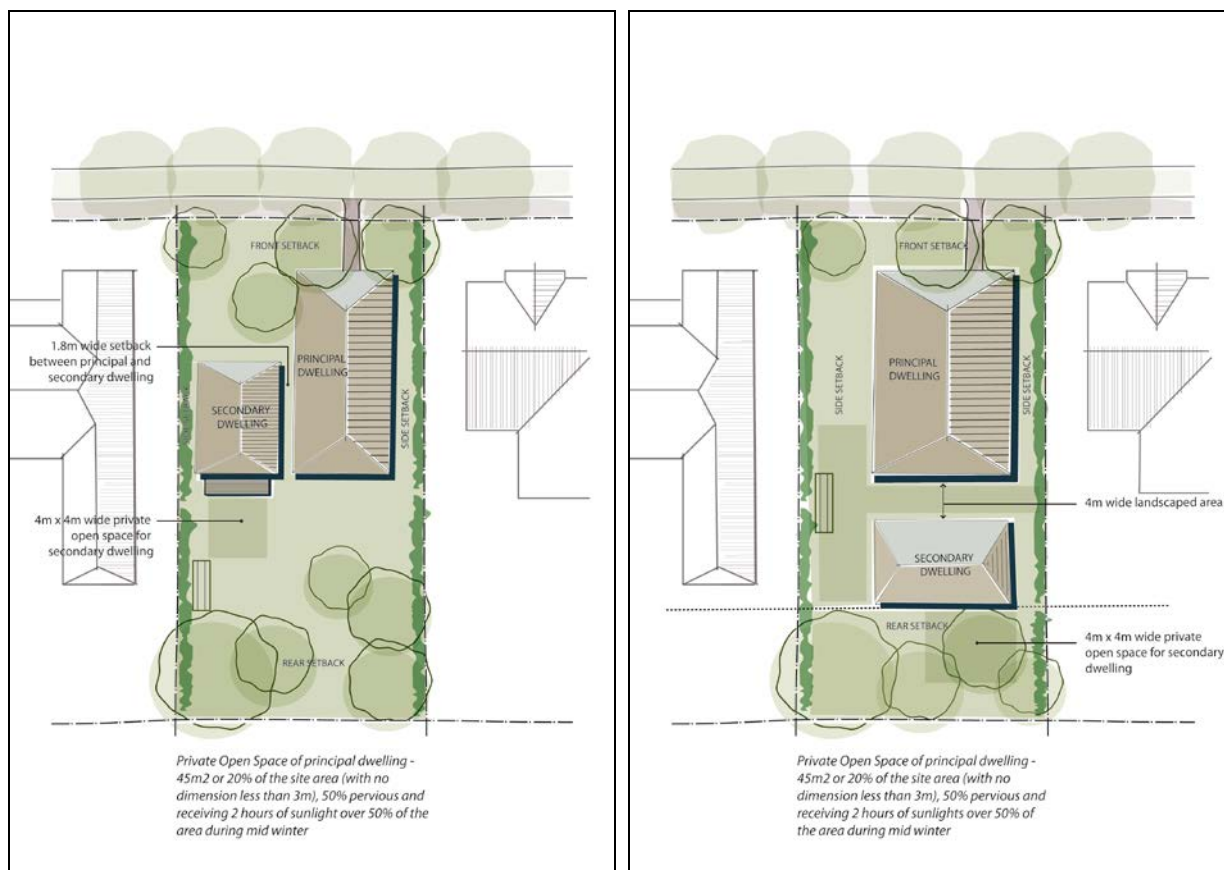 FRONT SETBACK
1.8m wide setback
between principal and
secondary dwelling
PRINCIPAL
DWELLING
SECONDARY
DWELLING
SIDE SETBACK
4m x 4m wide private
open space for
secondary dwelling
REAR SETBACK
Private Open Space of principal dwelling -
45m2 or 20% of the site area (with no
dimension less than 3m), 50% pervious and
receiving 2 hours of sunlight over 50% of the
area during mid winter
FRONT SETBACK
PRINCIPAL
DWELLING
SIDE SETBACK
SIDE SETBACK
4m wide landscaped area
SECONDARY
DWELLING
REAR SETBACK
4m x 4m wide private
open space for secondary
dwelling
Private Open Space of principal dwelling -
45m2 or 20% of the site area (with no
dimension less than 3m), 50% pervious and
receiving 2 hours of sunlights over 50% of
the area during mid winter